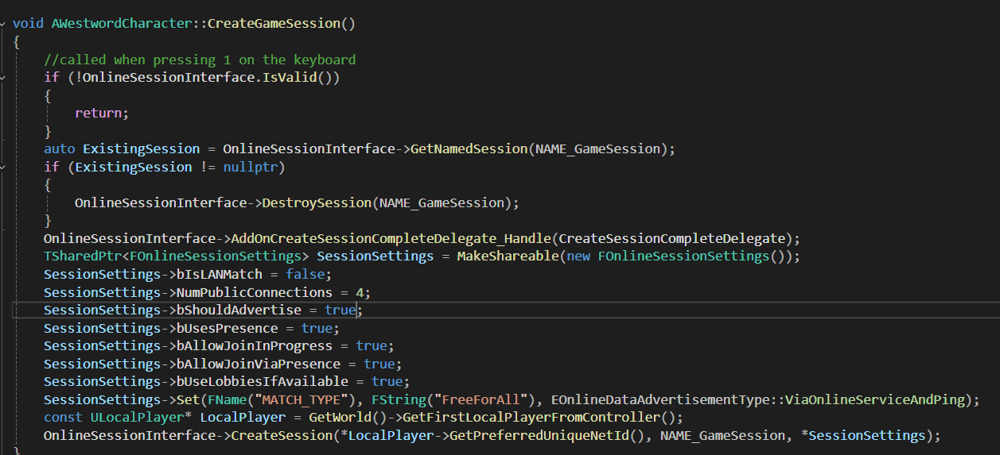 void AWestwordCharacter::CreateGameSession()
{
    //called when pressing 1 on the keyboard
    if (!OnlineSessionInterface.IsValid())
    {
        return;
    }
    auto ExistingSession = OnlineSessionInterface->GetNamedSession(NAME_GameSession);
    if (ExistingSession != nullptr)
    {
        OnlineSessionInterface->DestroySession(NAME_GameSession);
    }
    OnlineSessionInterface->AddOnCreateSessionCompleteDelegate_Handle(CreateSessionCompleteDelegate);
    TSharedPtr<FOnlineSessionSettings> SessionSettings = MakeShareable(new FOnlineSessionSettings());
    SessionSettings->bIsLANMatch = false;
    SessionSettings->NumPublicConnections = 4;
    SessionSettings->bShouldAdvertise = true;
    SessionSettings->bUsesPresence = true;
    SessionSettings->bAllowJoinInProgress = true;
    SessionSettings->bAllowJoinViaPresence = true;
    SessionSettings->bUseLobbiesIfAvailable = true;
    SessionSettings->Set(FName("MATCH_TYPE"), FString("FreeForAll"), EOnlineDataAdvertisementType::ViaOnlineServiceAndPing);
    const ULocalPlayer* LocalPlayer = GetWorld()->GetFirstLocalPlayerFromController();
    OnlineSessionInterface->CreateSession(*LocalPlayer->GetPreferredUniqueNetId(), NAME_GameSession, *SessionSettings);
}